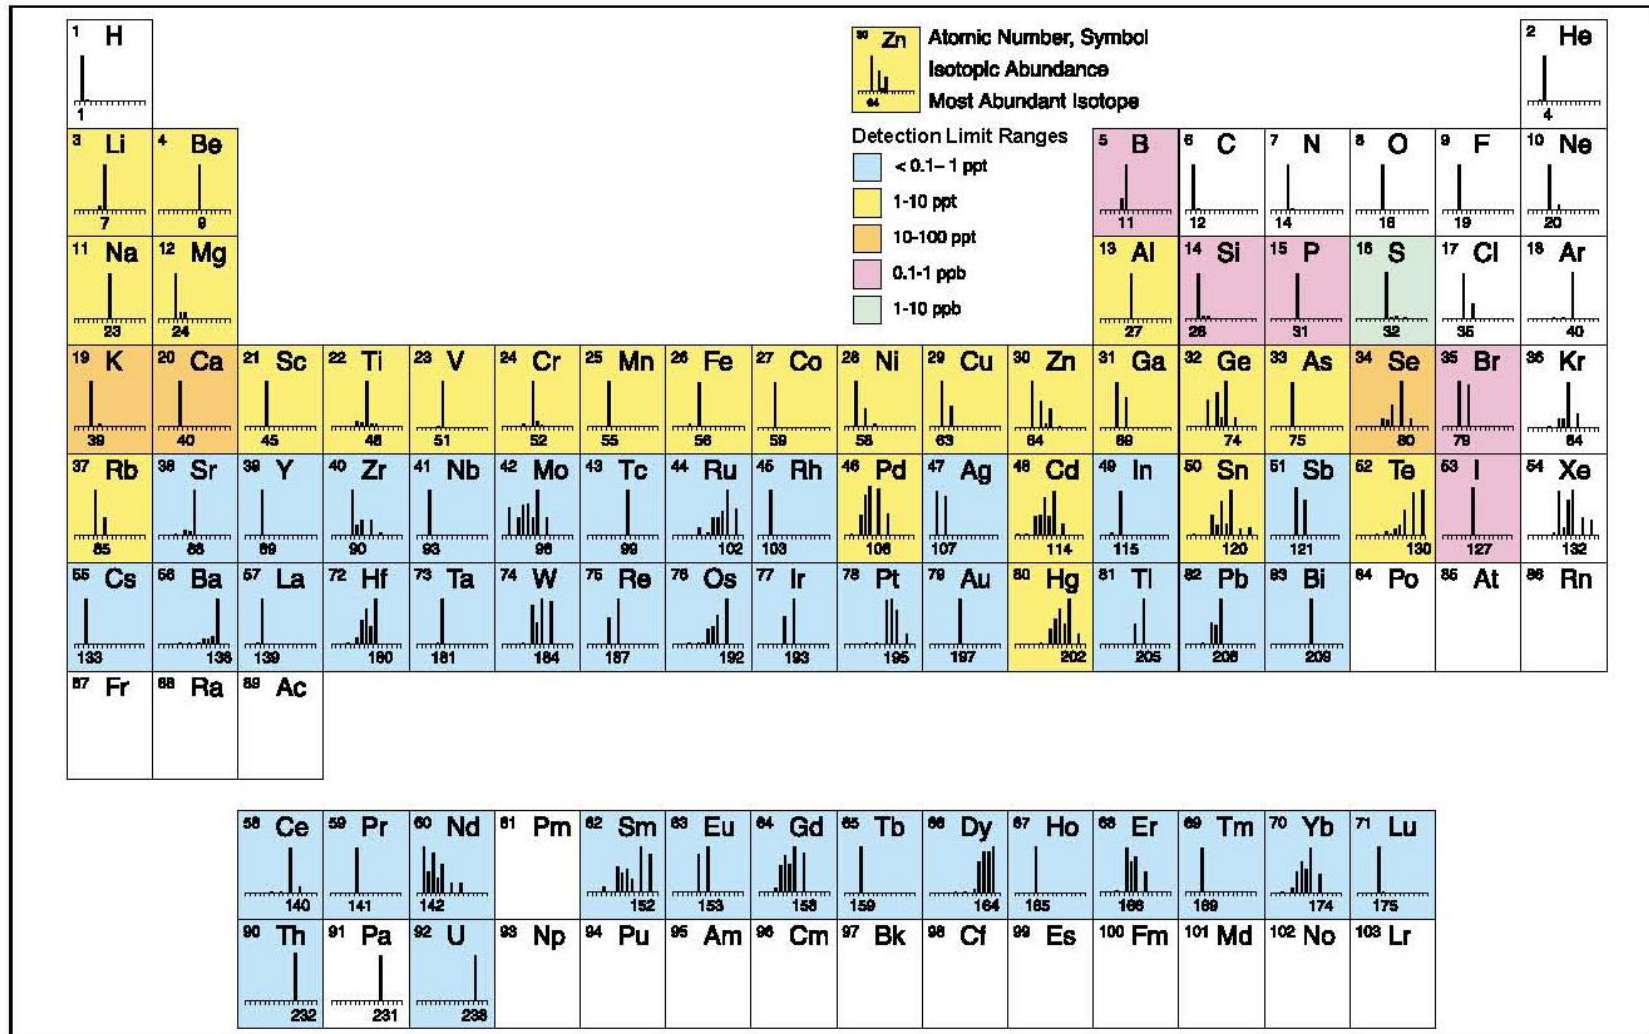 1 H
30 Zn Atomic Number, Symbol
Isotopic Abundance
64 Most Abundant Isotope
2 He
1
4
Detection Limit Ranges
< 0.1–1 ppt
1-10 ppt
10-100 ppt
0.1-1 ppb
1-10 ppb
3 Li 4 Be 5 B 6 C 7 N 8 O 9 F 10 Ne
7 9 11 12 14 16 19 20
11 Na 12 Mg 13 Al 14 Si 15 P 16 S 17 Cl 18 Ar
23 24 27 28 31 32 35 40
19 K 20 Ca 21 Sc 22 Ti 23 V 24 Cr 25 Mn 26 Fe 27 Co 28 Ni 29 Cu 30 Zn 31 Ga 32 Ge 33 As 34 Se 35 Br 36 Kr
39 40 45 48 51 52 55 56 59 58 63 64 69 74 75 80 79 84
37 Rb 38 Sr 39 Y 40 Zr 41 Nb 42 Mo 43 Tc 44 Ru 45 Rh 46 Pd 47 Ag 48 Cd 49 In 50 Sn 51 Sb 52 Te 53 I 54 Xe
85 88 89 90 93 98 99 102 103 106 107 114 115 120 121 130 127 132
55 Cs 56 Ba 57 La 72 Hf 73 Ta 74 W 75 Re 76 Os 77 Ir 78 Pt 79 Au 80 Hg 81 Tl 82 Pb 83 Bi 84 Po 85 At 86 Rn
133 138 139 180 181 184 187 192 193 195 197 202 205 208 209
87 Fr 88 Ra 89 Ac
58 Ce 59 Pr 60 Nd 61 Pm 62 Sm 63 Eu 64 Gd 65 Tb 66 Dy 67 Ho 68 Er 69 Tm 70 Yb 71 Lu
140 141 142 152 153 158 159 164 165 166 169 174 175
90 Th 91 Pa 92 U 93 Np 94 Pu 95 Am 96 Cm 97 Bk 98 Cf 99 Es 100 Fm 101 Md 102 No 103 Lr
232 231 238